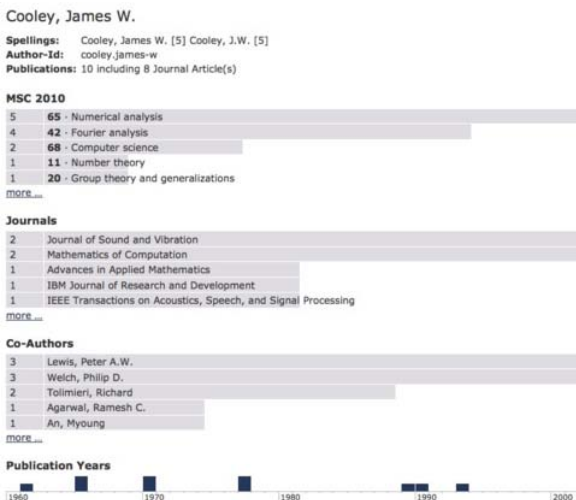 Cooley, James W.
Spellings: Cooley, James W. [5] Cooley, J.W. [5]
Author-Id: cooley.james-w
Publications: 10 including 8 Journal Article(s)
MSC 2010
5 65 · Numerical analysis
4 42 · Fourier analysis
2 68 · Computer science
1 11 · Number theory
1 20 · Group theory and generalizations
more ...
Journals
2 Journal of Sound and Vibration
2 Mathematics of Computation
1 Advances in Applied Mathematics
1 IBM Journal of Research and Development
1 IEEE Transactions on Acoustics, Speech, and Signal Processing
more ...
Co-Authors
3 Lewis, Peter A.W.
3 Welch, Philip D.
2 Tolimieri, Richard
1 Agarwal, Ramesh C.
1 An, Myoung
more ...
Publication Years
1960 1970 1980 1990 2000